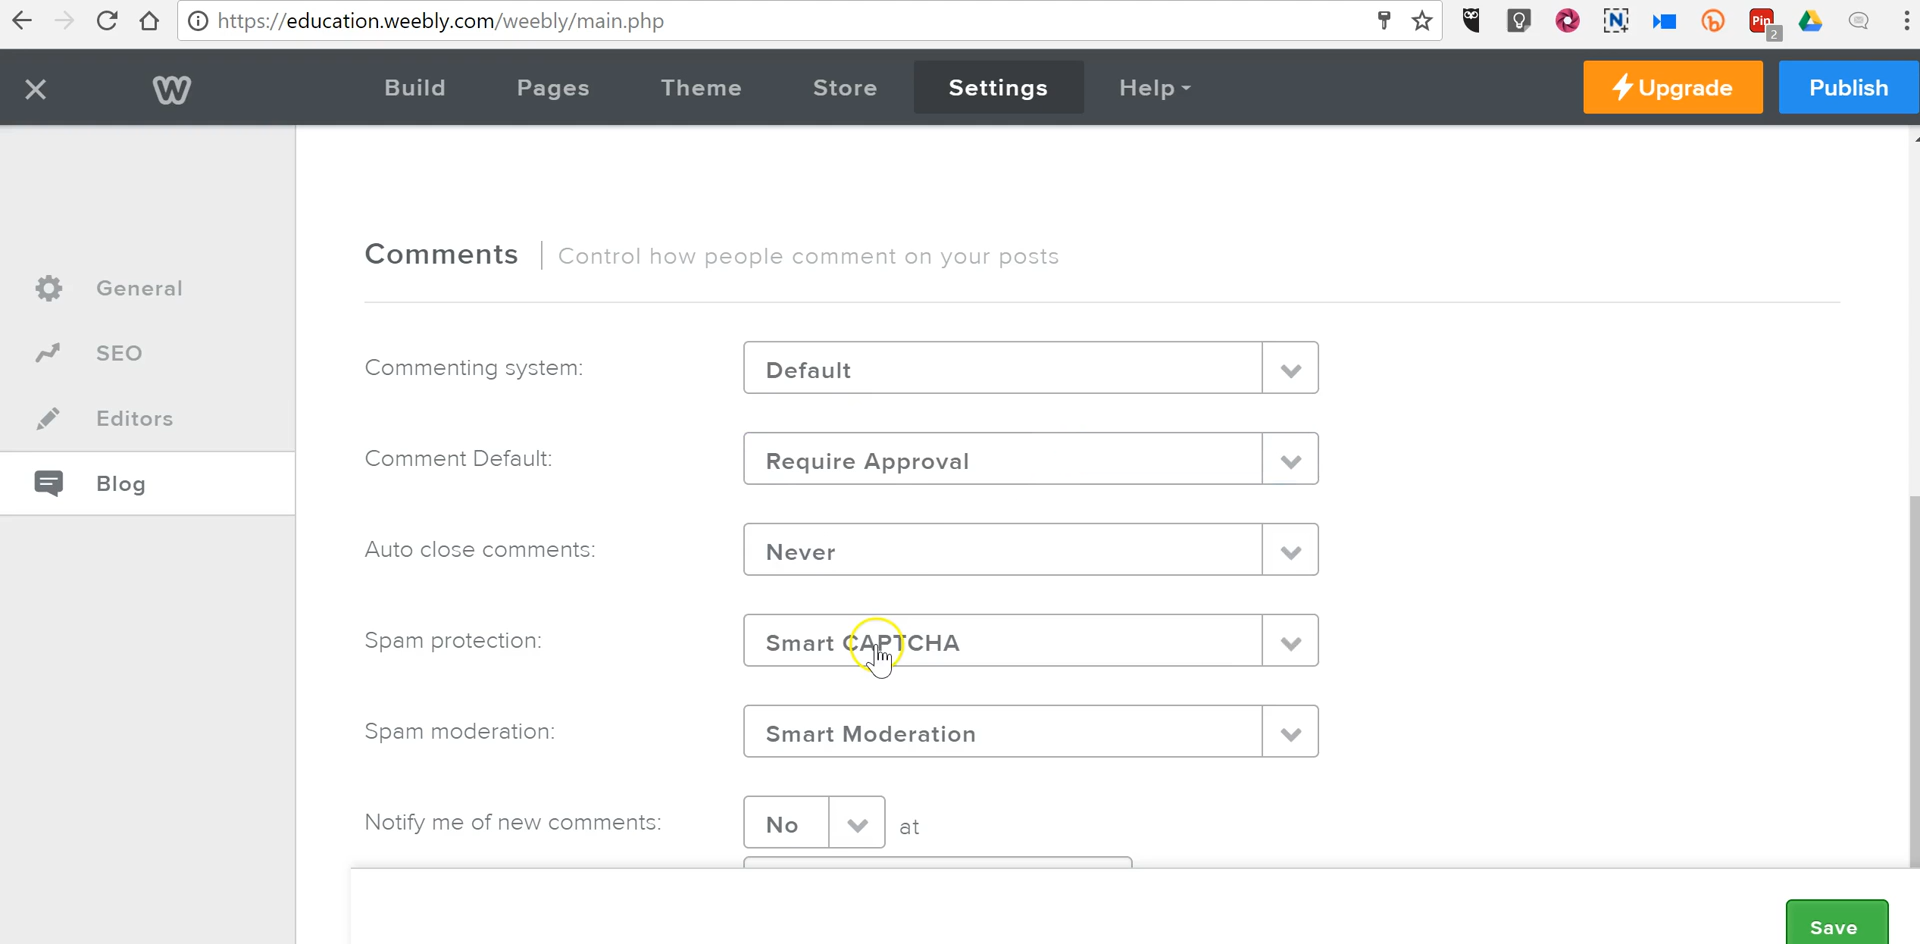 https://education.weebly.com/weebly/main.php
Pin
2
Build
Pages
Theme
Store
Settings
Help
Upgrade
Publish
General
SEO
Editors
Blog
Comments | Control how people comment on your posts
Commenting system: Default
Comment Default: Require Approval
Auto close comments: Never
Spam protection: Smart CAPTCHA
Spam moderation: Smart Moderation
Notify me of new comments: No at
Save